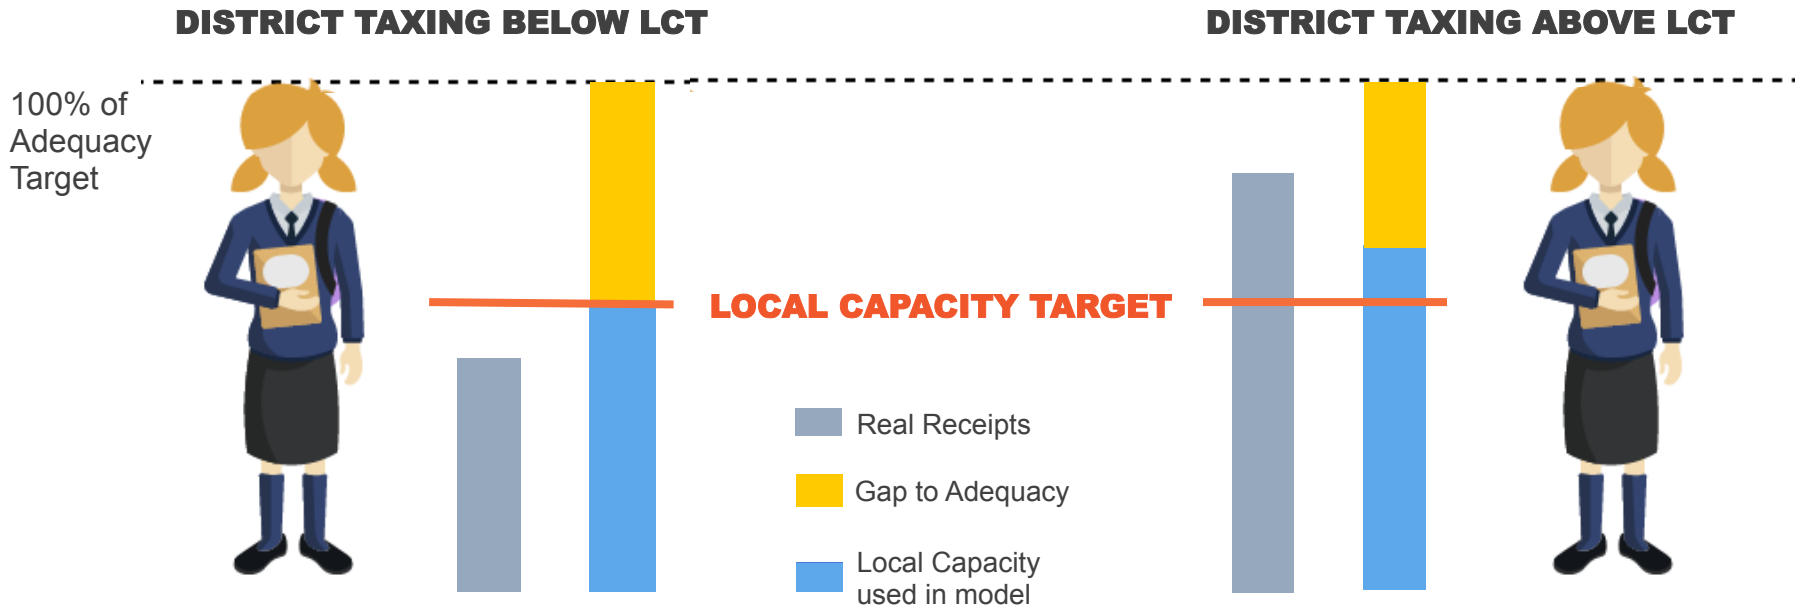 DISTRICT TAXING BELOW LCT
DISTRICT TAXING ABOVE LCT
100% of
Adequacy
Target
LOCAL CAPACITY TARGET
Real Receipts
Gap to Adequacy
Local Capacity
used in model